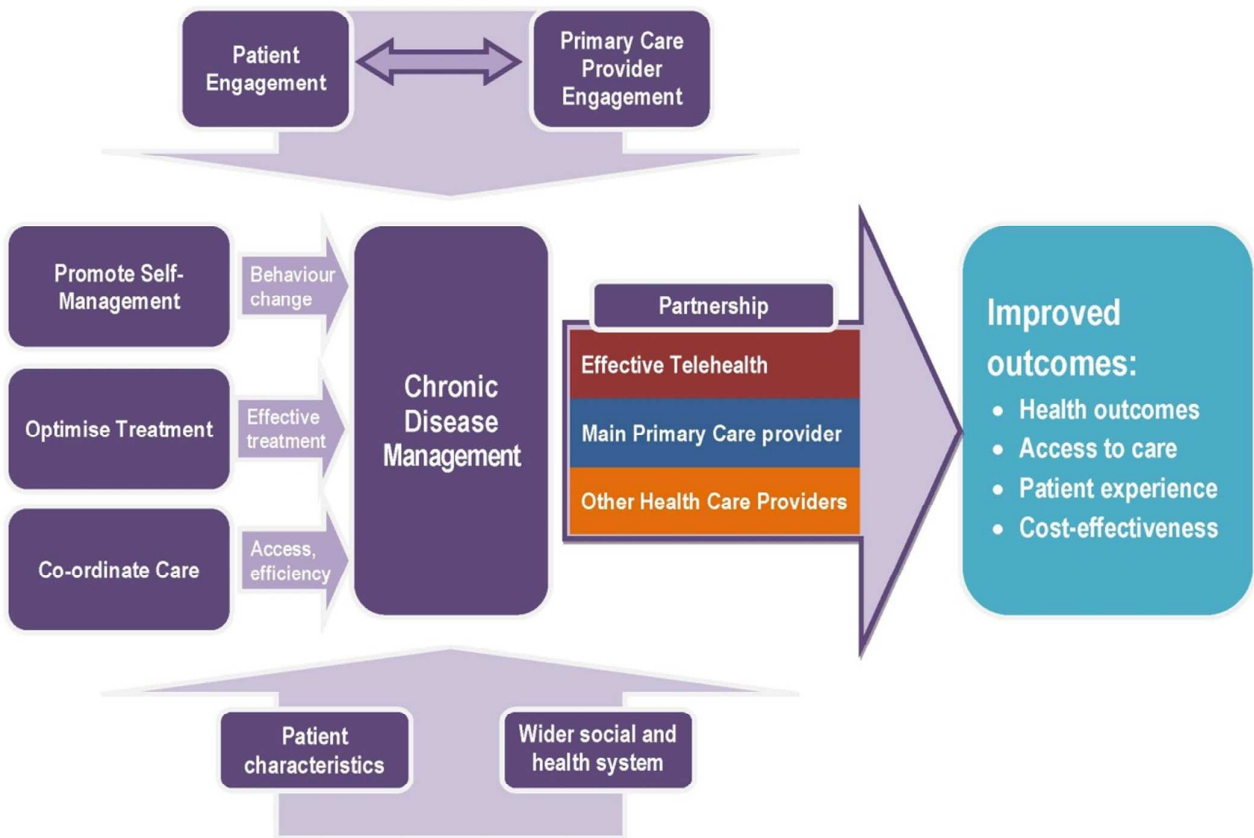 Patient
Engagement
Primary Care
Provider
Engagement
Promote Self-
Management
Behaviour
change
Optimise Treatment
Effective
treatment
Co-ordinate Care
Access,
efficiency
Chronic
Disease
Management
Partnership
Effective Telehealth
Main Primary Care provider
Other Health Care Providers
Improved
outcomes:
• Health outcomes
• Access to care
• Patient experience
• Cost-effectiveness
Patient
characteristics
Wider social and
health system